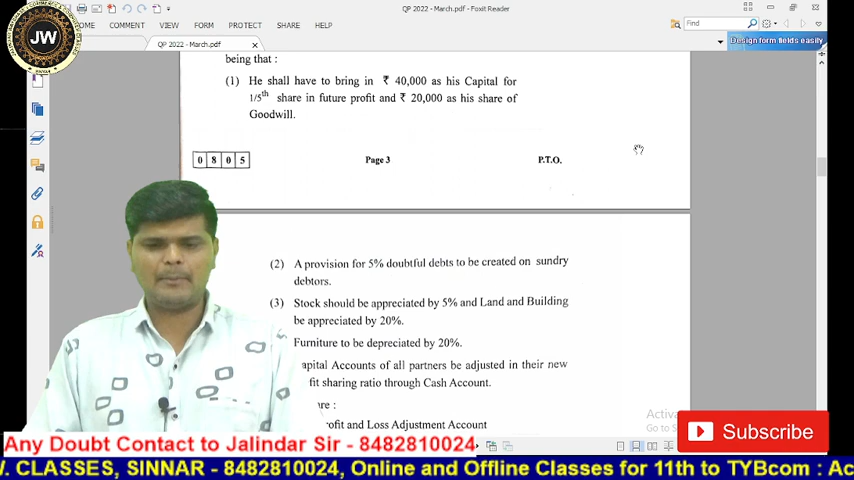 QP 2022 - March.pdf - Foxit Reader
HOME
COMMENT
VIEW
FORM
PROTECT
SHARE
HELP
Find
JW
QP 2022 - March.pdf
Design form fields easily
being that :
(1) He shall have to bring in ₹ 40,000 as his Capital for
1/5th share in future profit and ₹ 20,000 as his share of
Goodwill.
0 8 0 5
Page 3
P.T.O.
(2) A provision for 5% doubtful debts to be created on sundry
debtors.
(3) Stock should be appreciated by 5% and Land and Building
be appreciated by 20%.
Furniture to be depreciated by 20%.
apital Accounts of all partners be adjusted in their new
fit sharing ratio through Cash Account.
are :
rofit and Loss Adjustment Account
Activa
Go to S
Subscribe
Any Doubt Contact to Jalindar Sir - 8482810024
W. CLASSES, SINNAR - 8482810024, Online and Offline Classes for 11th to TYBcom : Ac